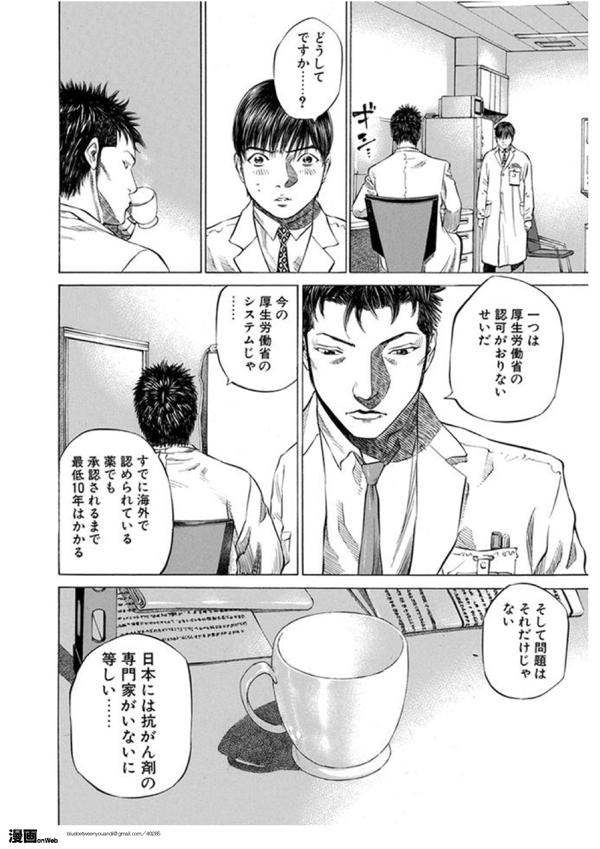 ギシ…
どうして
ですか……?
一つは
厚生労働省の
認可がおりない
せいだ
今の
厚生労働省の
システムじゃ
……
すでに海外で
認められている
薬でも
承認されるまで
最低10年はかかる
そして問題は
それだけじゃ
ない
日本には抗がん剤の
専門家がいないに
等しい……
漫画onWeb
bluebetweenyouandi@gmail.com/40285